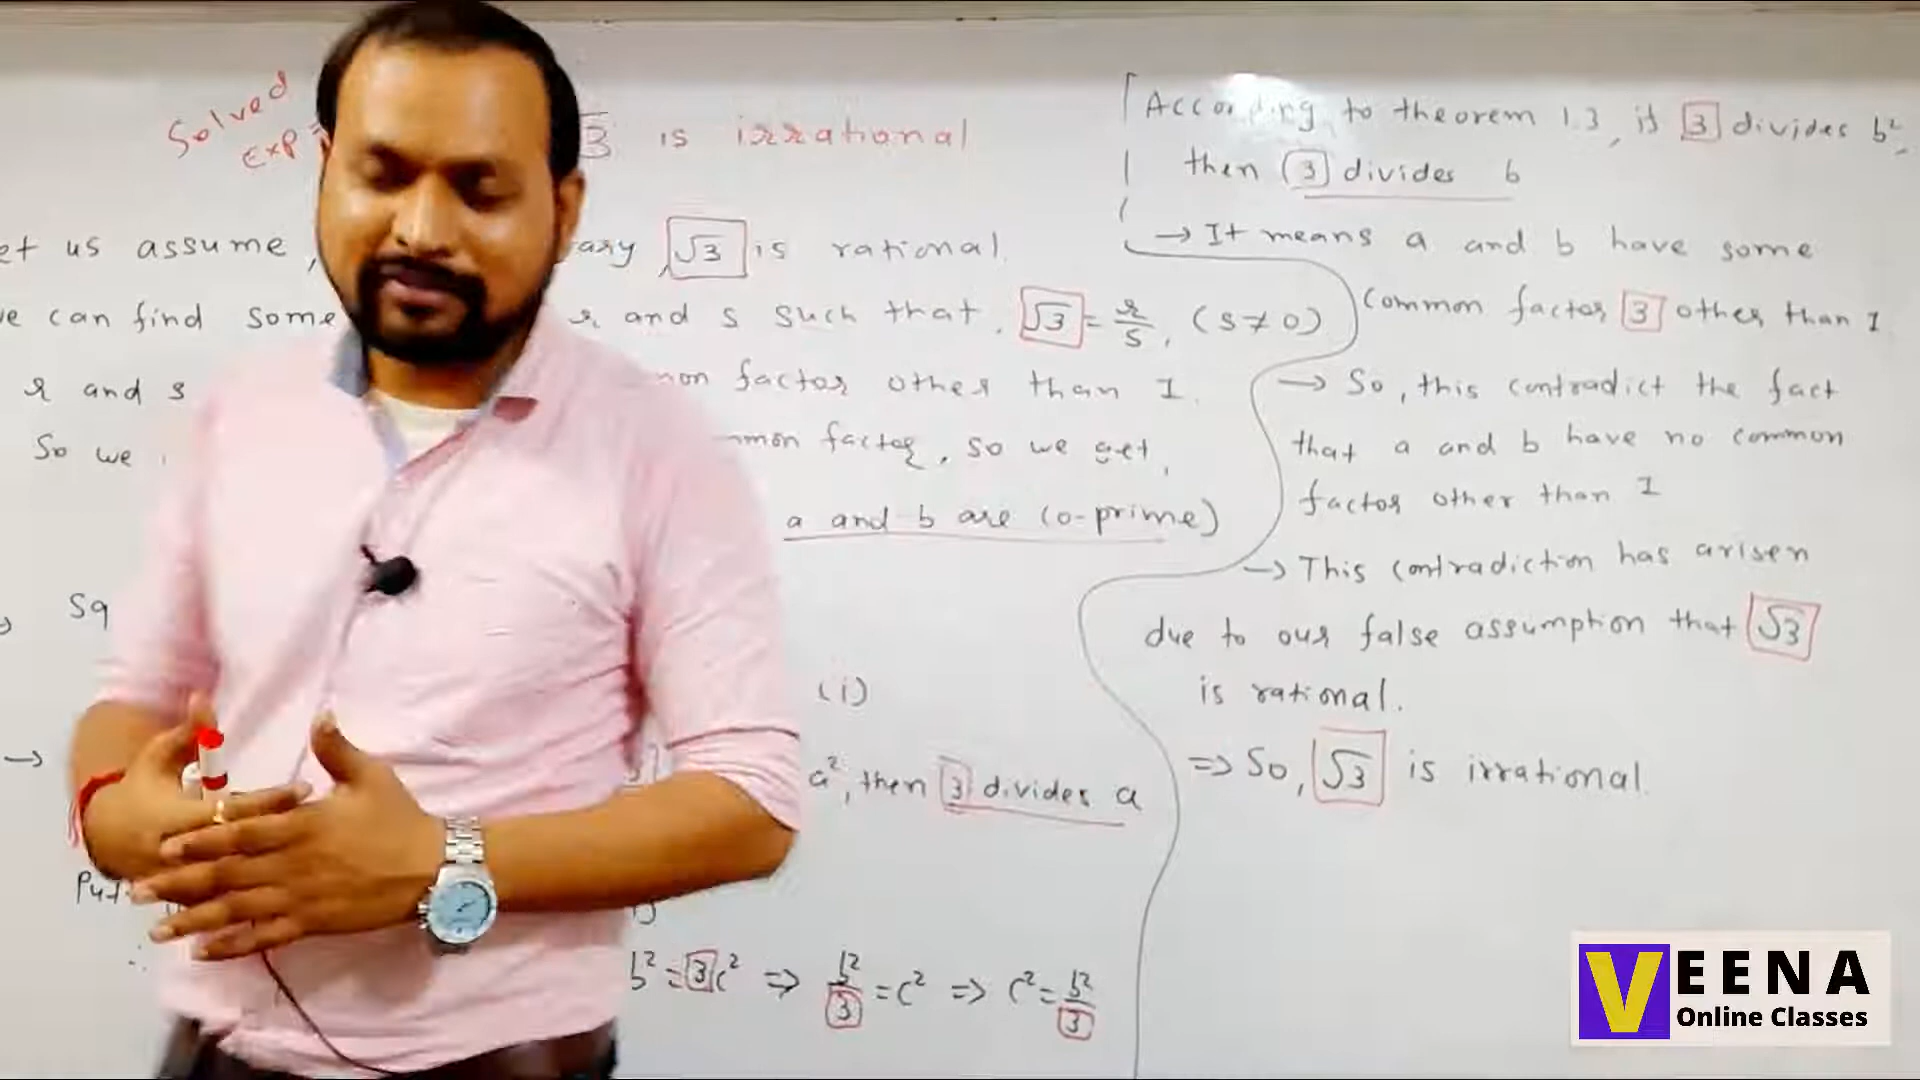 Solved
Exp
√3 is irrational
et us assume, ary, √3 is rational.
e can find some r and s such that, √3 = r/s, (s ≠ 0)
r and s mon factor other than 1.
So we mmon factor, so we get,
a and b are co-prime)
Sq
(i)
→ a², then 3 divides a
Put
∴ b² = 3c² ⇒ b²/3 = c² ⇒ c² = b²/3
According to theorem 1.3, if 3 divides b²,
then 3 divides b
→ It means a and b have some
common factor 3 other than 1
→ So, this contradict the fact
that a and b have no common
factor other than 1
→ This contradiction has arisen
due to our false assumption that √3
is rational.
⇒ So, √3 is irrational.
VEENA
Online Classes